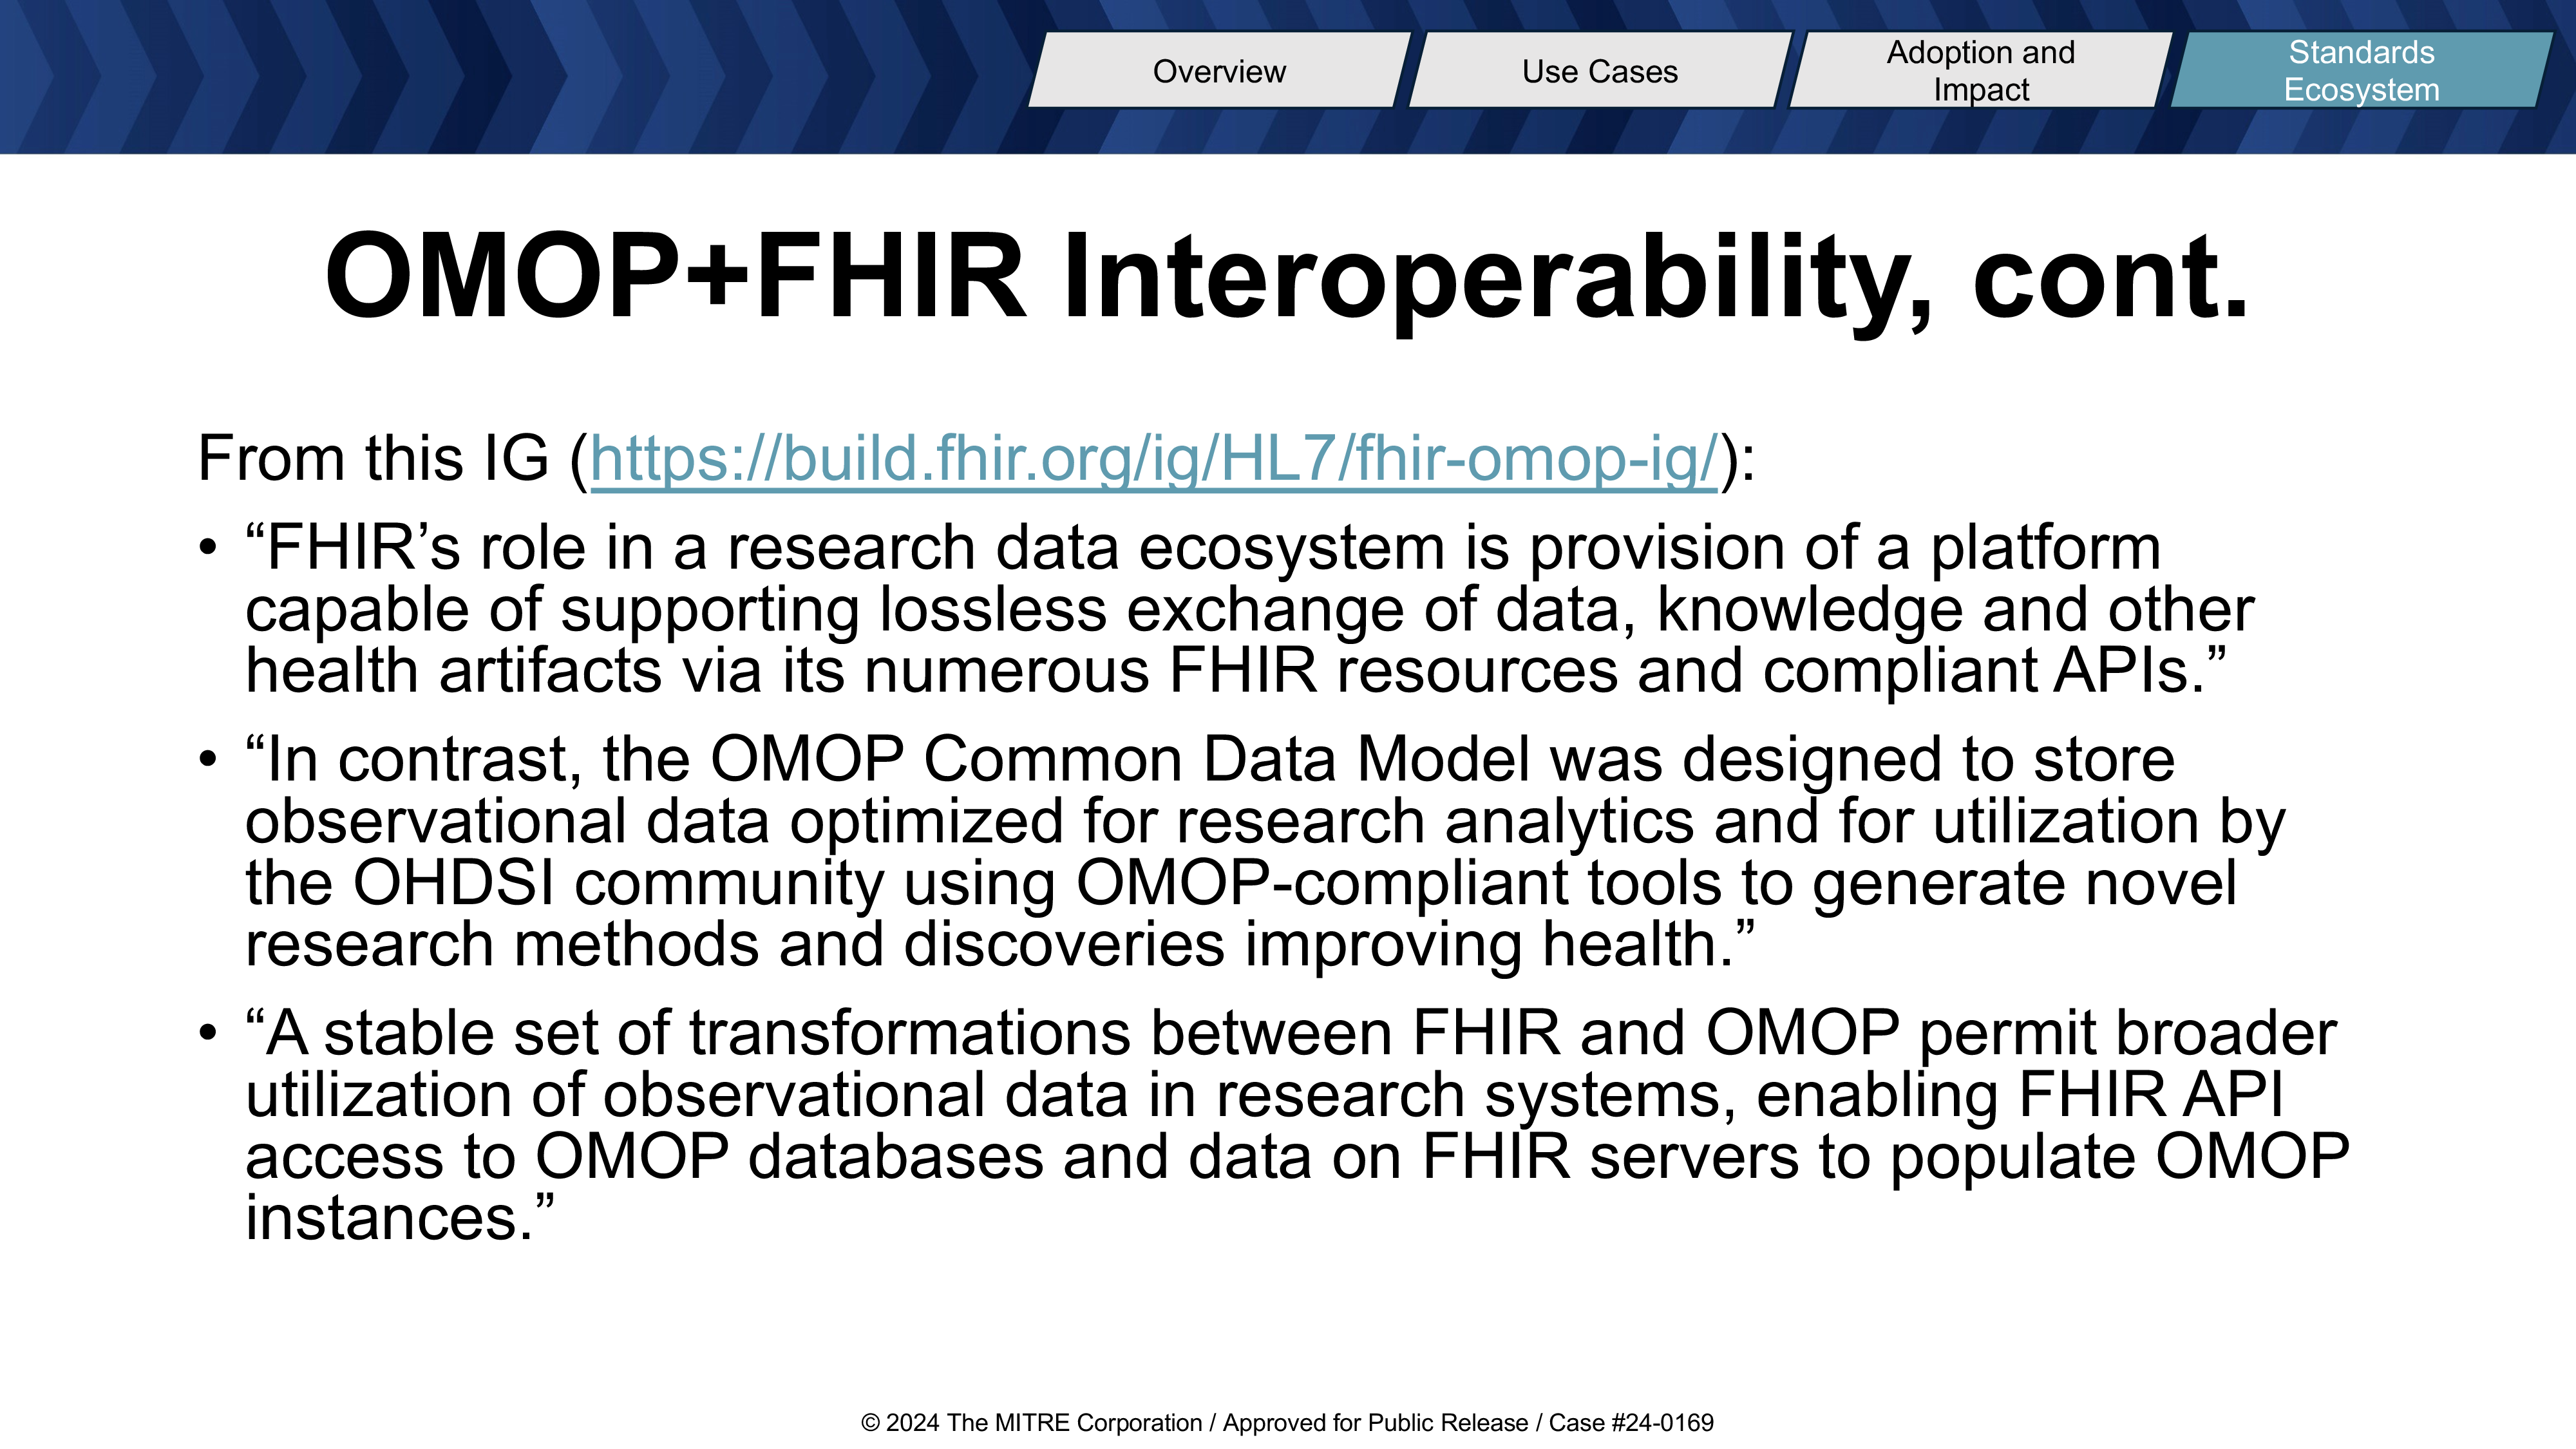 Overview
Use Cases
Adoption and
Impact
Standards
Ecosystem
OMOP+FHIR Interoperability, cont.
From this IG (https://build.fhir.org/ig/HL7/fhir-omop-ig/):
• “FHIR’s role in a research data ecosystem is provision of a platform
capable of supporting lossless exchange of data, knowledge and other
health artifacts via its numerous FHIR resources and compliant APIs.”
• “In contrast, the OMOP Common Data Model was designed to store
observational data optimized for research analytics and for utilization by
the OHDSI community using OMOP-compliant tools to generate novel
research methods and discoveries improving health.”
• “A stable set of transformations between FHIR and OMOP permit broader
utilization of observational data in research systems, enabling FHIR API
access to OMOP databases and data on FHIR servers to populate OMOP
instances.”
© 2024 The MITRE Corporation / Approved for Public Release / Case #24-0169